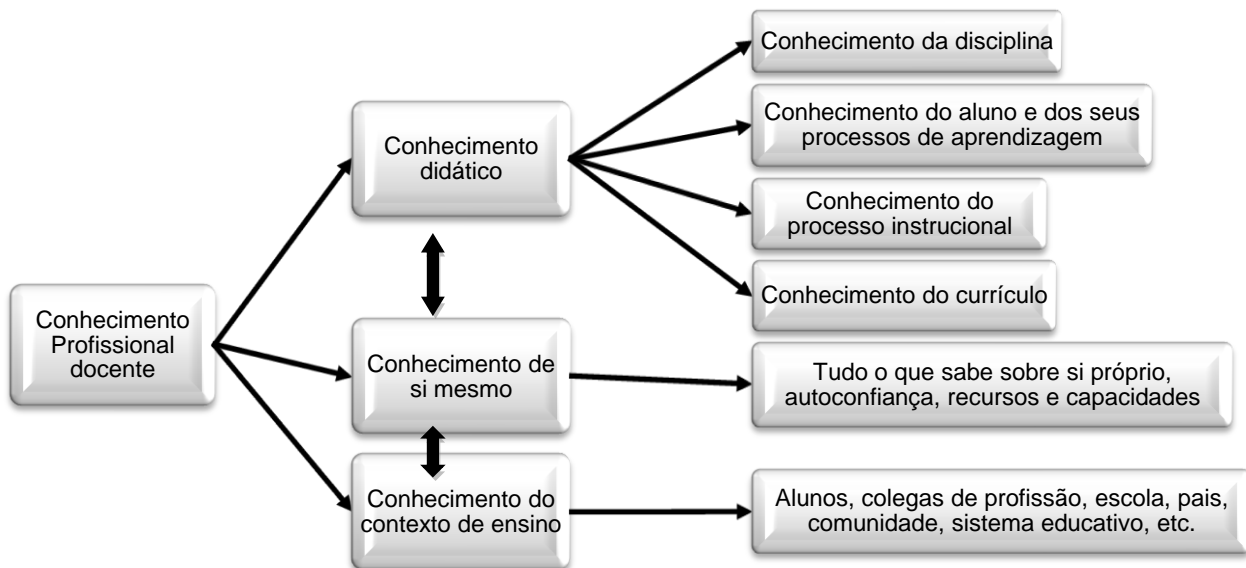 Conhecimento da disciplina
Conhecimento do aluno e dos seus
processos de aprendizagem
Conhecimento
didático
Conhecimento do
processo instrucional
Conhecimento do currículo
Conhecimento
Profissional
docente
Conhecimento de
si mesmo
Tudo o que sabe sobre si próprio,
autoconfiança, recursos e capacidades
Conhecimento do
contexto de ensino
Alunos, colegas de profissão, escola, pais,
comunidade, sistema educativo, etc.